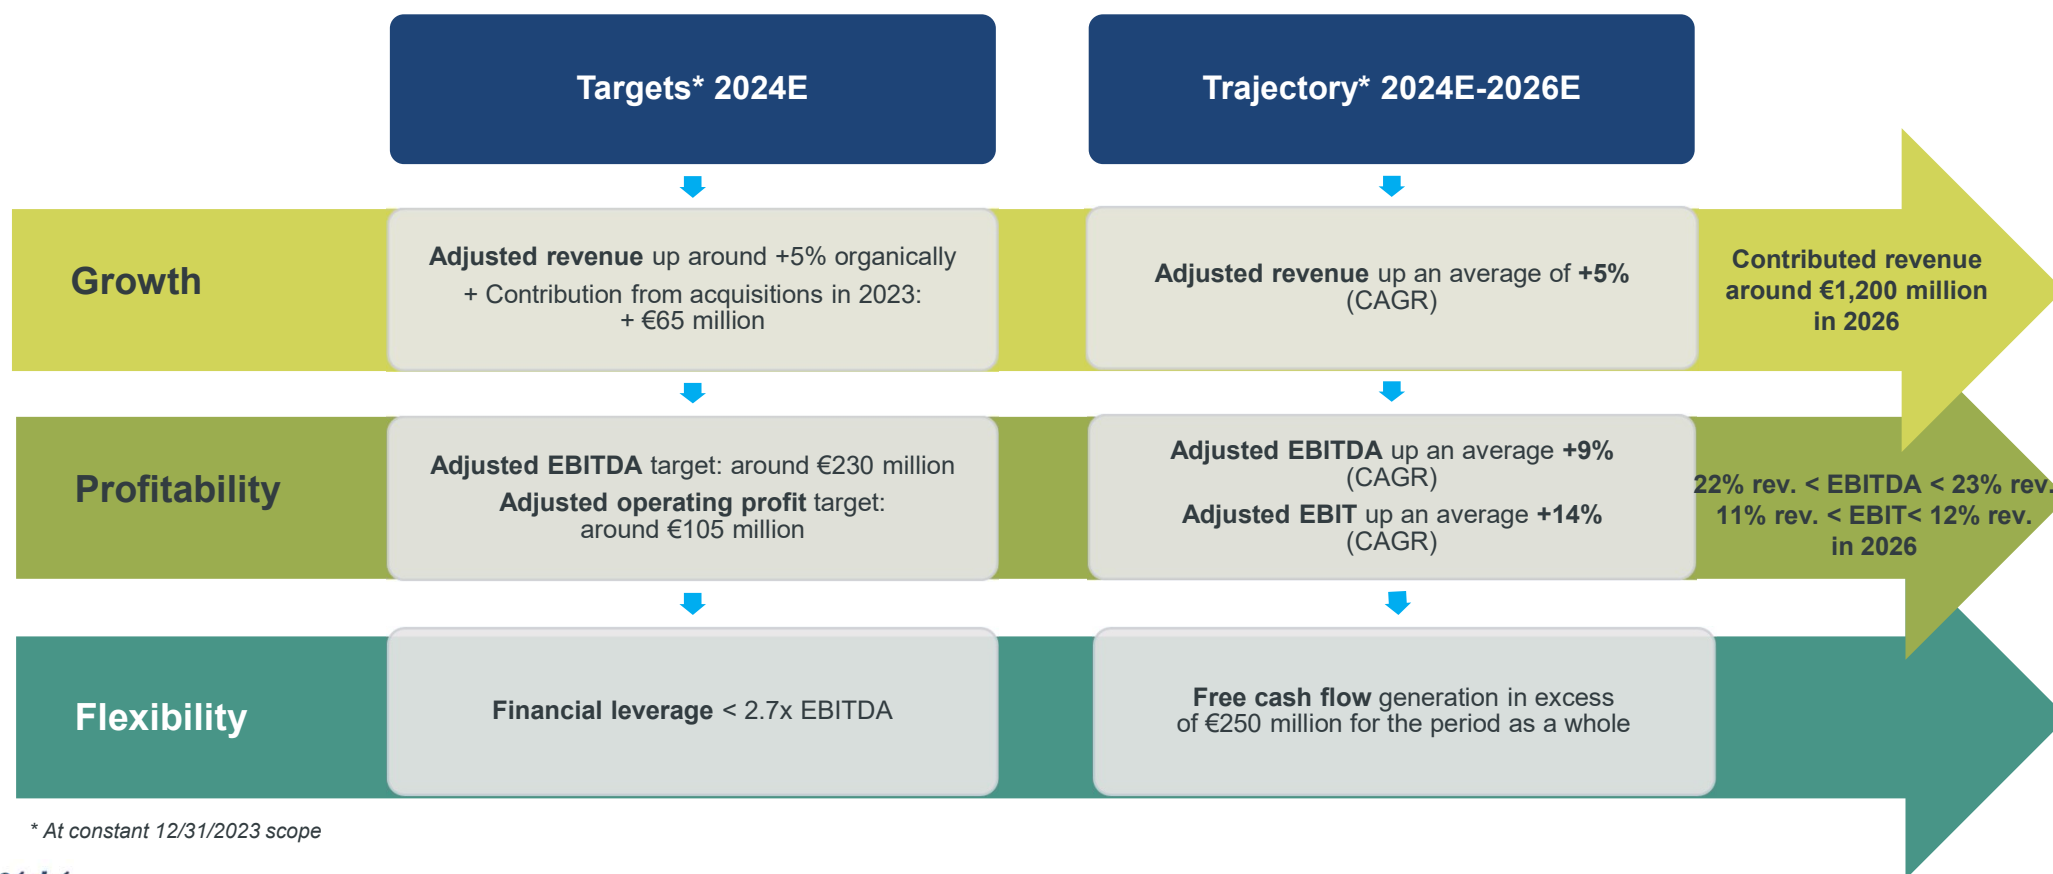 Targets* 2024E
Trajectory* 2024E-2026E
Growth
Adjusted revenue up around +5% organically
+ Contribution from acquisitions in 2023:
+ €65 million
Adjusted revenue up an average of +5%
(CAGR)
Contributed revenue
around €1,200 million
in 2026
Profitability
Adjusted EBITDA target: around €230 million
Adjusted operating profit target:
around €105 million
Adjusted EBITDA up an average +9%
(CAGR)
Adjusted EBIT up an average +14%
(CAGR)
22% rev. < EBITDA < 23% rev.
11% rev. < EBIT< 12% rev.
in 2026
Flexibility
Financial leverage < 2.7x EBITDA
Free cash flow generation in excess
of €250 million for the period as a whole
* At constant 12/31/2023 scope